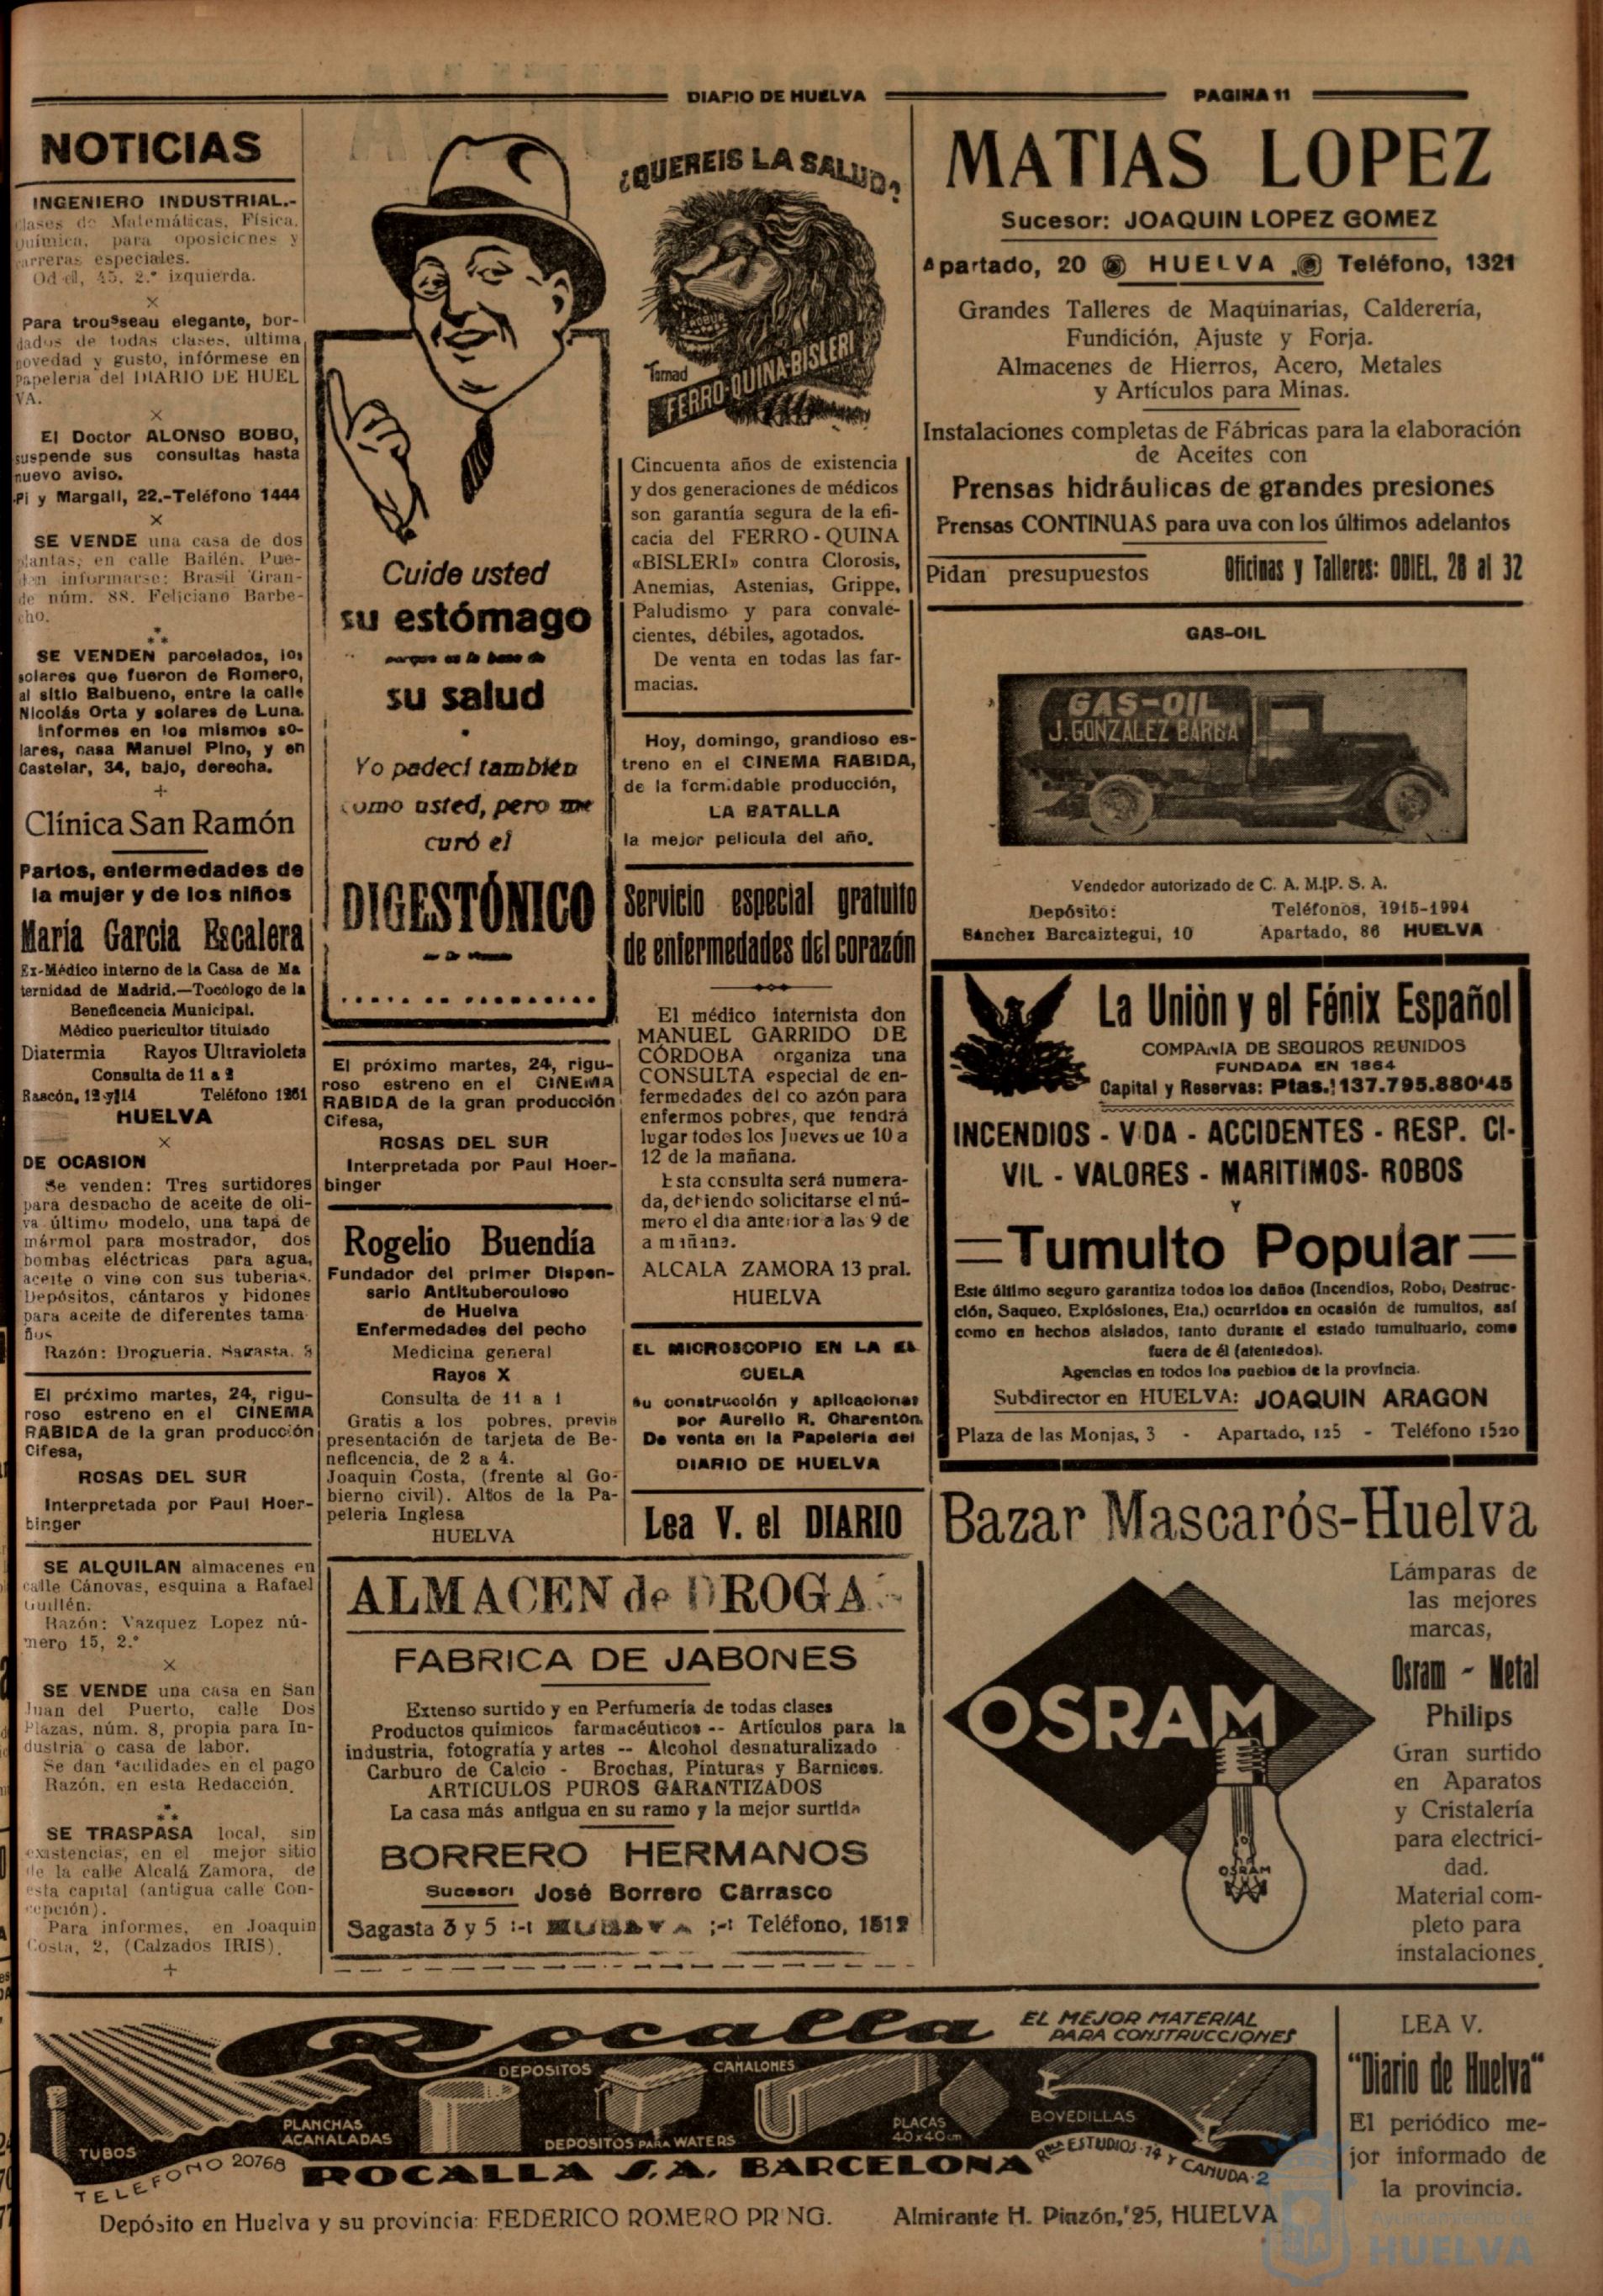 DIARIO DE HUELVA
PAGINA 11
NOTICIAS
INGENIERO INDUSTRIAL.-
clases de Matemáticas, Física,
química, para oposiciones y
carreras especiales.
Odiel, 45, 2.° izquierda.
×
Para trousseau elegante, bor-
dados de todas clases, última
novedad y gusto, infórmese en
Papelería del DIARIO DE HUEL
VA.
×
El Doctor ALONSO BOBO,
suspende sus consultas hasta
nuevo aviso.
Pi y Margall, 22.-Teléfono 1444
×
SE VENDE una casa de dos
plantas, en calle Bailén. Pue-
den informarse: Brasil Gran-
de núm. 88. Feliciano Barbe-
cho.
SE VENDEN parcelados, los
solares que fueron de Romero,
al sitio Balbueno, entre la calle
Nicolás Orta y solares de Luna.
Informes en los mismos so-
lares, casa Manuel Pino, y en
Castelar, 34, bajo, derecha.
+
Clínica San Ramón
Partos, enfermedades de
la mujer y de los niños
María García Escalera
Ex-Médico interno de la Casa de Ma
ternidad de Madrid.—Tocólogo de la
Beneficencia Municipal.
Médico puericultor titulado
Diatermia Rayos Ultravioleta
Consulta de 11 a 2
Rascón, 12 y 14 Teléfono 1261
HUELVA
×
DE OCASION
Se venden: Tres surtidores
para despacho de aceite de oli-
va último modelo, una tapa de
mármol para mostrador, dos
bombas eléctricas para agua,
aceite o vino con sus tuberias.
Depósitos, cántaros y bidones
para aceite de diferentes tama
ños
Razón: Droguería. Sagasta, 3
El próximo martes, 24, rigu-
roso estreno en el CINEMA
RABIDA de la gran producción
Cifesa,
ROSAS DEL SUR
Interpretada por Paul Hoer-
binger
SE ALQUILAN almacenes en
calle Cánovas, esquina a Rafael
Guillén.
Razón: Vazquez Lopez nú-
mero 15, 2.°
×
SE VENDE una casa en San
Juan del Puerto, calle Dos
Plazas, núm. 8, propia para In-
dustria o casa de labor.
Se dan facilidades en el pago
Razón, en esta Redacción.
SE TRASPASA local, sin
existencias, en el mejor sitio
de la calle Alcalá Zamora, de
esta capital (antigua calle Con-
cepción).
Para informes, en Joaquin
Costa, 2, (Calzados IRIS).
+
Cuide usted
su estómago
porque es la base de
su salud
Yo padecí también
como usted, pero me
curó el
DIGESTÓNICO
El próximo martes, 24, rigu-
roso estreno en el CINEMA
RABIDA de la gran producción
Cifesa,
ROSAS DEL SUR
Interpretada por Paul Hoer-
binger
Rogelio Buendía
Fundador del primer Dispen-
sario Antituberculoso
de Huelva
Enfermedades del pecho
Medicina general
Rayos X
Consulta de 11 a 1
Gratis a los pobres, previa
presentación de tarjeta de Be-
neficencia, de 2 a 4.
Joaquin Costa, (frente al Go-
bierno civil). Altos de la Pa-
pelería Inglesa
HUELVA
¿QUEREIS LA SALUD?
Tomad
FERRO-QUINA-BISLERI
Cincuenta años de existencia
y dos generaciones de médicos
son garantía segura de la efi-
cacia del FERRO - QUINA
«BISLERI» contra Clorosis,
Anemias, Astenias, Grippe,
Paludismo y para convale-
cientes, débiles, agotados.
De venta en todas las far-
macias.
Hoy, domingo, grandioso es-
treno en el CINEMA RABIDA,
de la formidable producción,
LA BATALLA
la mejor pelicula del año.
Servicio especial gratuito
de enfermedades del corazón
El médico internista don
MANUEL GARRIDO DE
CÓRDOBA organiza una
CONSULTA especial de en-
fermedades del co azón para
enfermos pobres, que tendrá
lugar todos los Jueves de 10 a
12 de la mañana.
Esta consulta será numera-
da, debiendo solicitarse el nú-
mero el día anterior a las 9 de
a mañana.
ALCALA ZAMORA 13 pral.
HUELVA
EL MICROSCOPIO EN LA ES
CUELA
su construcción y aplicaciones
por Aurelio R. Charentón.
De venta en la Papelería del
DIARIO DE HUELVA
Lea V. el DIARIO
ALMACEN de DROGAS
FABRICA DE JABONES
Extenso surtido y en Perfumería de todas clases
Productos químicos farmacéuticos -- Artículos para la
industria, fotografía y artes -- Alcohol desnaturalizado
Carburo de Calcio - Brochas, Pinturas y Barnices.
ARTICULOS PUROS GARANTIZADOS
La casa más antigua en su ramo y la mejor surtida
BORRERO HERMANOS
Sucesor: José Borrero Carrasco
Sagasta 3 y 5 :-: HUELVA :-: Teléfono, 1512
MATIAS LOPEZ
Sucesor: JOAQUIN LOPEZ GOMEZ
Apartado, 20 HUELVA Teléfono, 1321
Grandes Talleres de Maquinarias, Calderería,
Fundición, Ajuste y Forja.
Almacenes de Hierros, Acero, Metales
y Artículos para Minas.
Instalaciones completas de Fábricas para la elaboración
de Aceites con
Prensas hidráulicas de grandes presiones
Prensas CONTINUAS para uva con los últimos adelantos
Pidan presupuestos Oficinas y Talleres: ODIEL, 28 al 32
GAS-OIL
GAS-OIL
J. GONZALEZ BARBA
Vendedor autorizado de C. A. M. P. S. A.
Depósito: Teléfonos, 1915-1994
Sánchez Barcaiztegui, 10 Apartado, 86 HUELVA
La Unión y el Fénix Español
COMPAÑIA DE SEGUROS REUNIDOS
FUNDADA EN 1864
Capital y Reservas: Ptas. 137.795.880'45
INCENDIOS - VIDA - ACCIDENTES - RESP. CI-
VIL - VALORES - MARITIMOS- ROBOS
Y
Tumulto Popular
Este último seguro garantiza todos los daños (Incendios, Robo, Destruc-
ción, Saqueo, Explósiones, Eta,) ocurridos en ocasión de tumultos, así
como en hechos aislados, tanto durante el estado tumultuario, como
fuera de él (atentados).
Agencias en todos los pueblos de la provincia.
Subdirector en HUELVA: JOAQUIN ARAGON
Plaza de las Monjas, 3 - Apartado, 125 - Teléfono 1520
Bazar Mascarós-Huelva
OSRAM
OSRAM
Lámparas de
las mejores
marcas,
Osram - Metal
Philips
Gran surtido
en Aparatos
y Cristalería
para electrici-
dad.
Material com-
pleto para
instalaciones.
Rocalla
EL MEJOR MATERIAL
PARA CONSTRUCCIONES
TUBOS
PLANCHAS
ACANALADAS
DEPOSITOS
DEPOSITOS PARA WATERS
CANALONES
PLACAS
40 x 40 cm
BOVEDILLAS
TELEFONO 20768
ROCALLA S.A. BARCELONA
Rbla ESTUDIOS-14 Y CANUDA-2
Depósito en Huelva y su provincia: FEDERICO ROMERO PRING. Almirante H. Pinzón, 25, HUELVA
LEA V.
"Diario de Huelva"
El periódico me-
jor informado de
la provincia.
Ayuntamiento de
HUELVA